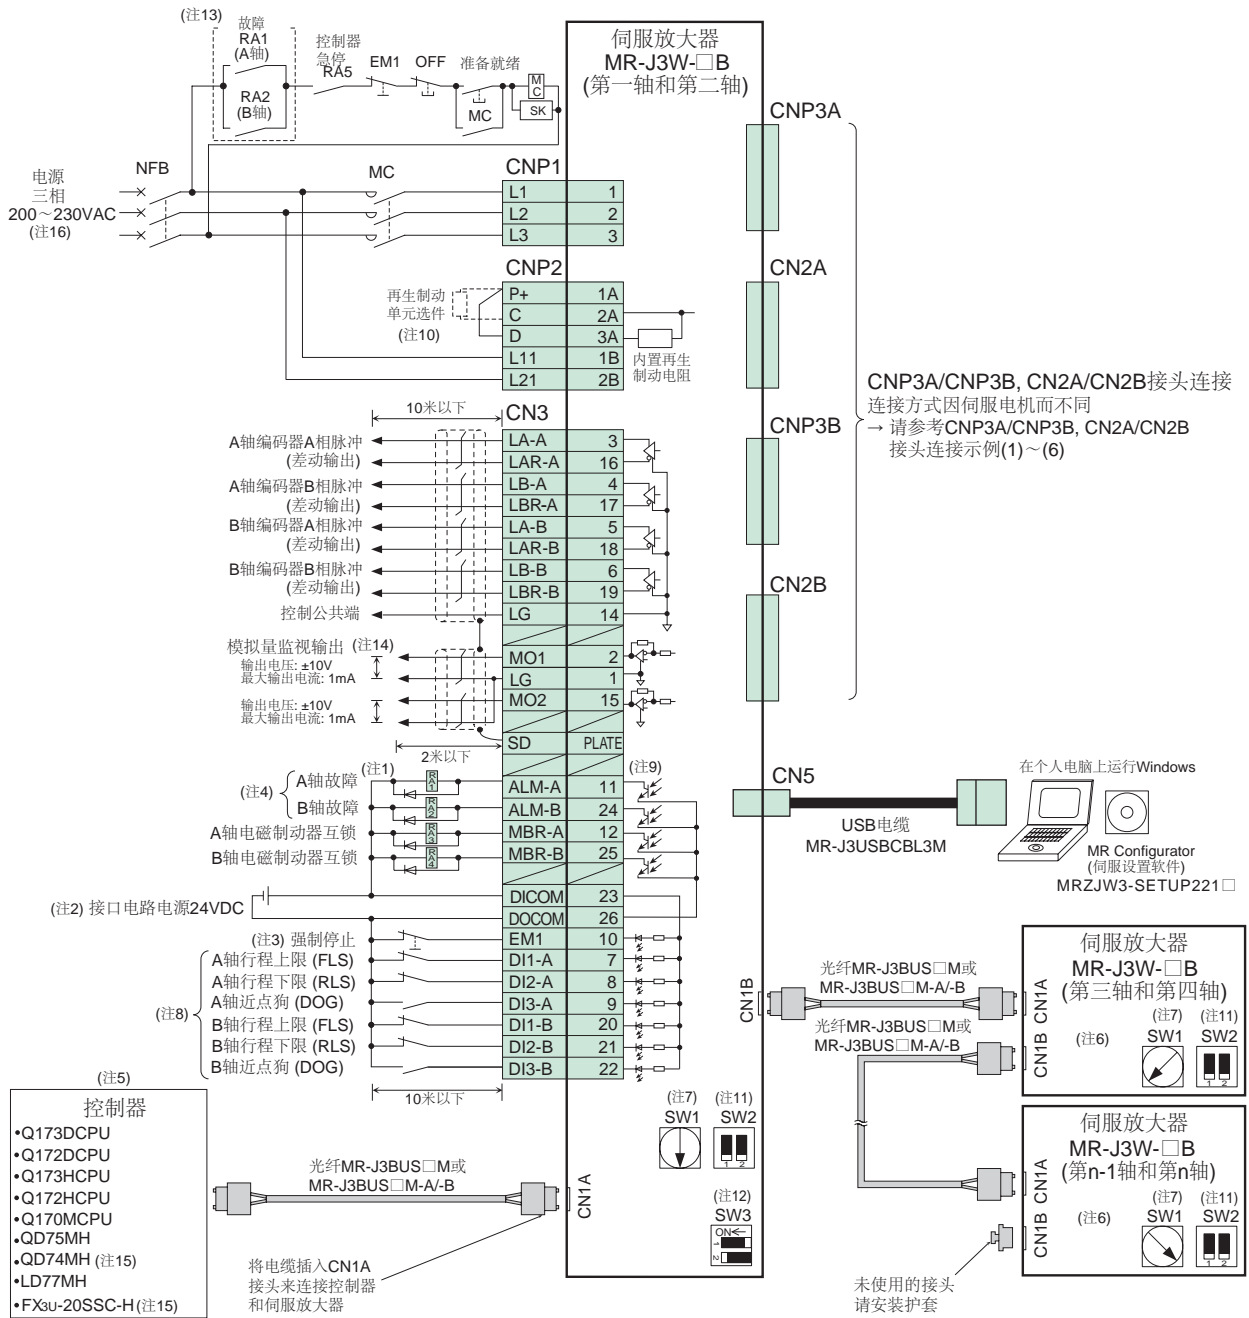 (注13)
故障
RA1
(A轴)
RA2
(B轴)
控制器
急停
RA5
EM1
OFF
准备就绪
MC
MC
SK
伺服放大器
MR-J3W-□B
(第一轴和第二轴)
电源
三相
200～230VAC
(注16)
NFB
MC
CNP1
L1 1
L2 2
L3 3
CNP2
P+ 1A
C 2A
D 3A
L11 1B
L21 2B
再生制动
单元选件
(注10)
内置再生
制动电阻
10米以下
CN3
A轴编码器A相脉冲
(差动输出)
A轴编码器B相脉冲
(差动输出)
B轴编码器A相脉冲
(差动输出)
B轴编码器B相脉冲
(差动输出)
控制公共端
LA-A 3
LAR-A 16
LB-A 4
LBR-A 17
LA-B 5
LAR-B 18
LB-B 6
LBR-B 19
LG 14
模拟量监视输出 (注14)
输出电压: ±10V
最大输出电流: 1mA
输出电压: ±10V
最大输出电流: 1mA
MO1 2
LG 1
MO2 15
SD PLATE
2米以下
(注1)
(注9)
(注4)
A轴故障
B轴故障
A轴电磁制动器互锁
B轴电磁制动器互锁
RA1
RA2
RA3
RA4
ALM-A 11
ALM-B 24
MBR-A 12
MBR-B 25
(注2) 接口电路电源24VDC
DICOM 23
DOCOM 26
(注3) 强制停止
EM1 10
(注8)
A轴行程上限 (FLS)
DI1-A 7
A轴行程下限 (RLS)
DI2-A 8
A轴近点狗 (DOG)
DI3-A 9
B轴行程上限 (FLS)
DI1-B 20
B轴行程下限 (RLS)
DI2-B 21
B轴近点狗 (DOG)
DI3-B 22
10米以下
CNP3A
CN2A
CNP3B
CN2B
CNP3A/CNP3B, CN2A/CN2B接头连接
连接方式因伺服电机而不同
→ 请参考CNP3A/CNP3B, CN2A/CN2B
接头连接示例(1)～(6)
CN5
USB电缆
MR-J3USBCBL3M
在个人电脑上运行Windows
MR Configurator
(伺服设置软件)
MRZJW3-SETUP221□
CN1B
光纤MR-J3BUS□M或
MR-J3BUS□M-A/-B
光纤MR-J3BUS□M或
MR-J3BUS□M-A/-B
伺服放大器
MR-J3W-□B
(第三轴和第四轴)
CN1A
CN1B
(注6)
(注7)
SW1
(注11)
SW2
1 2
伺服放大器
MR-J3W-□B
(第n-1轴和第n轴)
CN1A
CN1B
(注6)
(注7)
SW1
(注11)
SW2
1 2
未使用的接头
请安装护套
(注7)
SW1
(注11)
SW2
1 2
(注12)
SW3
ON←
1
2
(注5)
控制器
•Q173DCPU
•Q172DCPU
•Q173HCPU
•Q172HCPU
•Q170MCPU
•QD75MH
•QD74MH (注15)
•LD77MH
•FX3U-20SSC-H (注15)
光纤MR-J3BUS□M或
MR-J3BUS□M-A/-B
CN1A
将电缆插入CN1A
接头来连接控制器
和伺服放大器